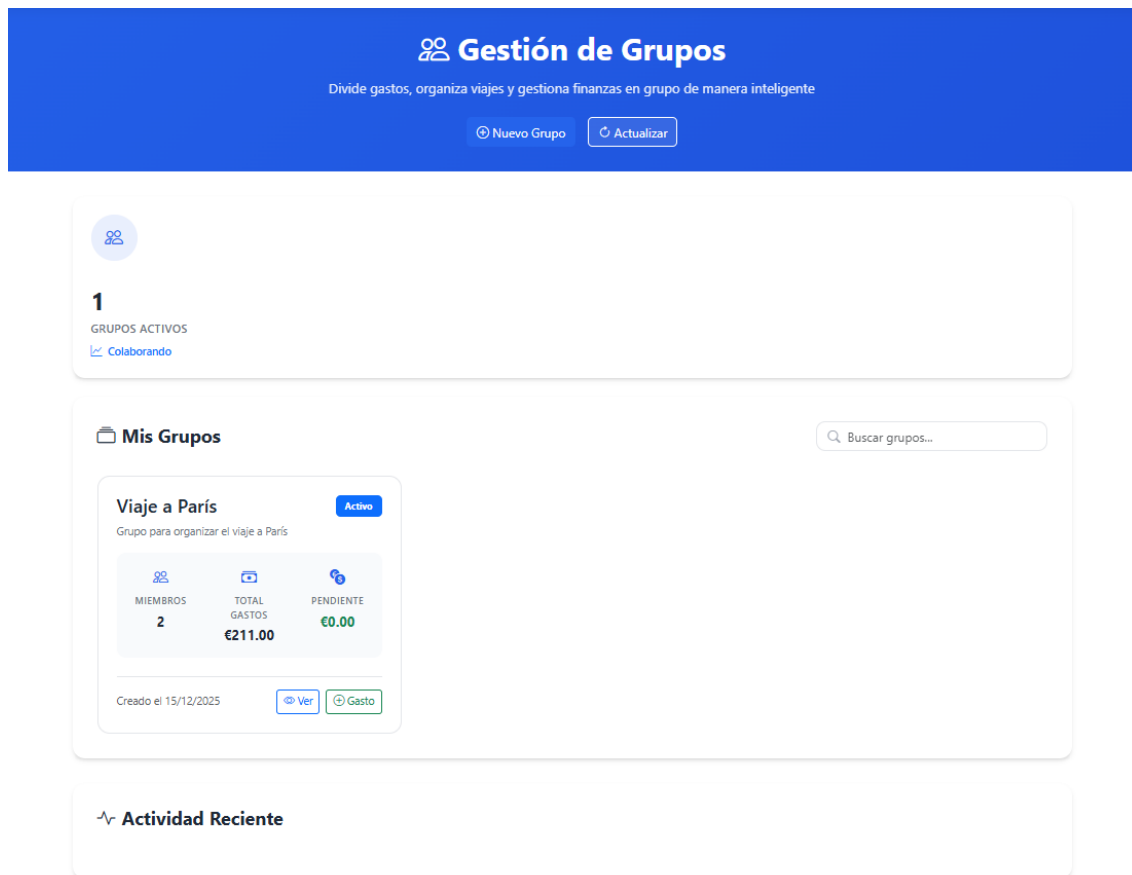 Gestión de Grupos
Divide gastos, organiza viajes y gestiona finanzas en grupo de manera inteligente
Nuevo Grupo
Actualizar
1
GRUPOS ACTIVOS
Colaborando
Mis Grupos
Buscar grupos...
Viaje a París
Activo
Grupo para organizar el viaje a París
MIEMBROS
2
TOTAL
GASTOS
€211.00
PENDIENTE
€0.00
Creado el 15/12/2025
Ver
Gasto
Actividad Reciente